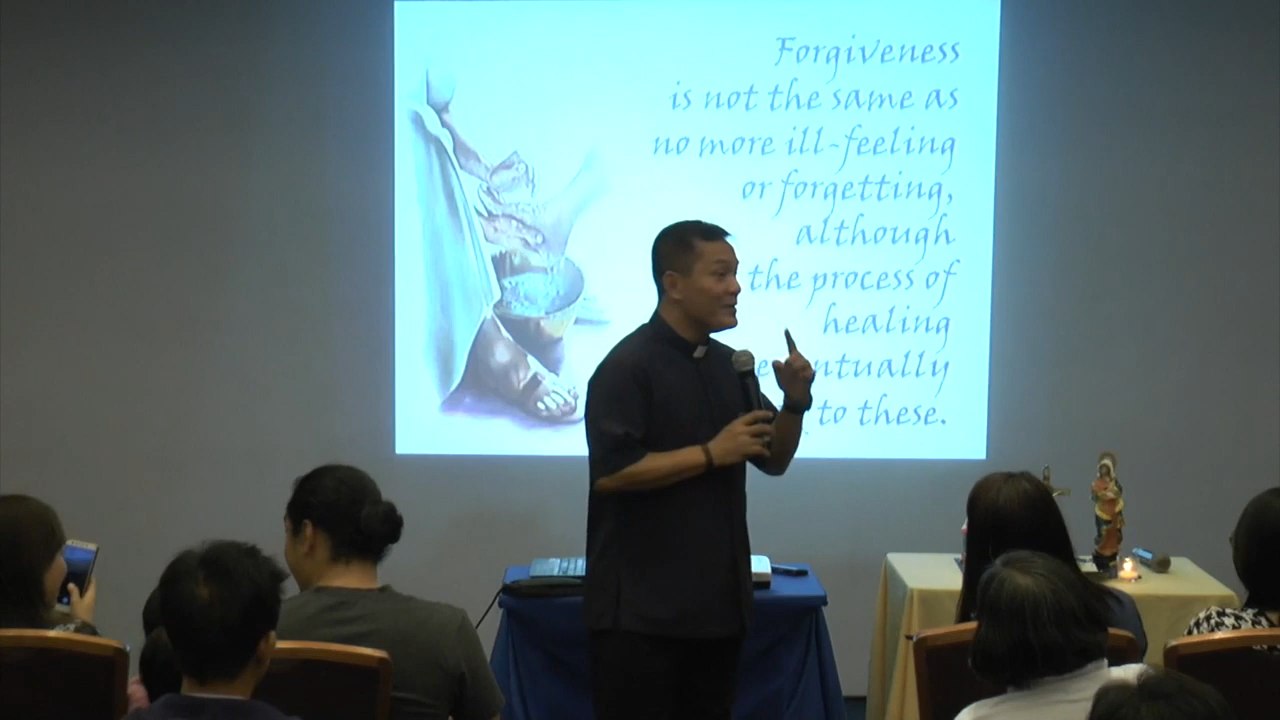 Forgiveness
is not the same as
no more ill-feeling
or forgetting,
although
the process of
healing
to these.